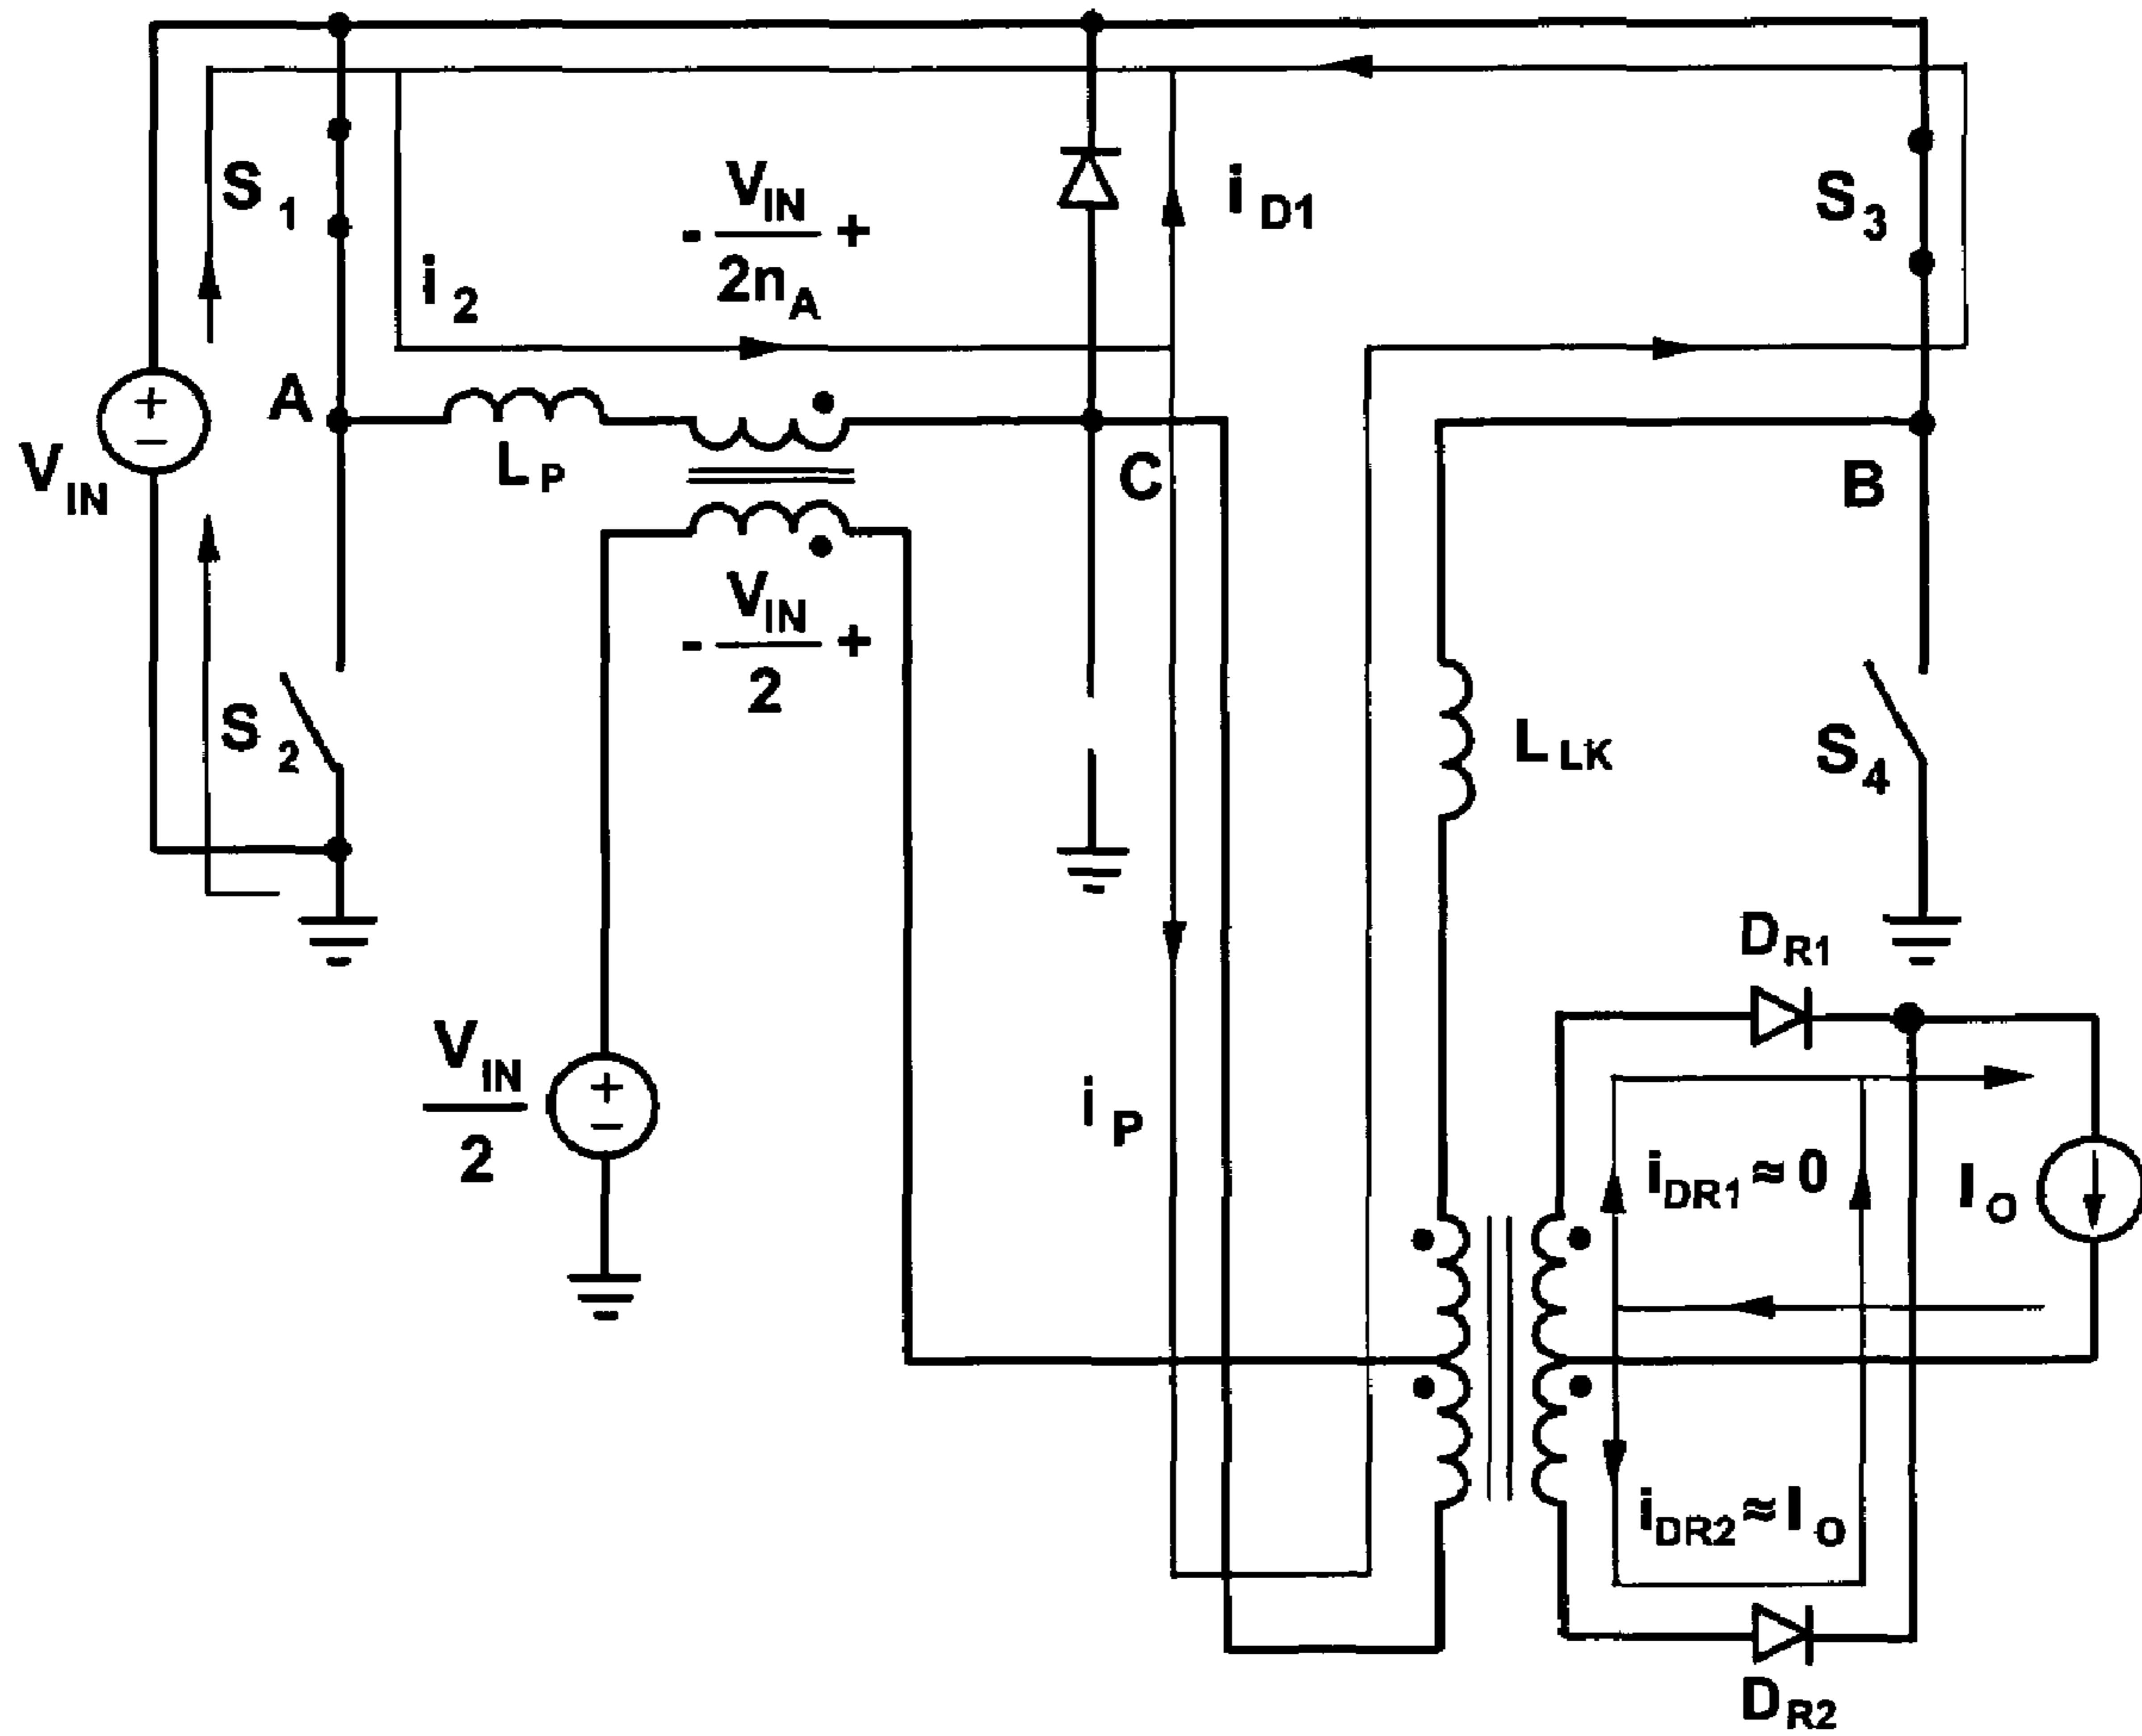 S1
- VIN/2nA +
iD1
S3
i2
A
VIN
LP
C
B
- VIN/2 +
S2
LLK
S4
DR1
VIN/2
iP
iDR1 ≈ 0
IO
iDR2 ≈ IO
DR2